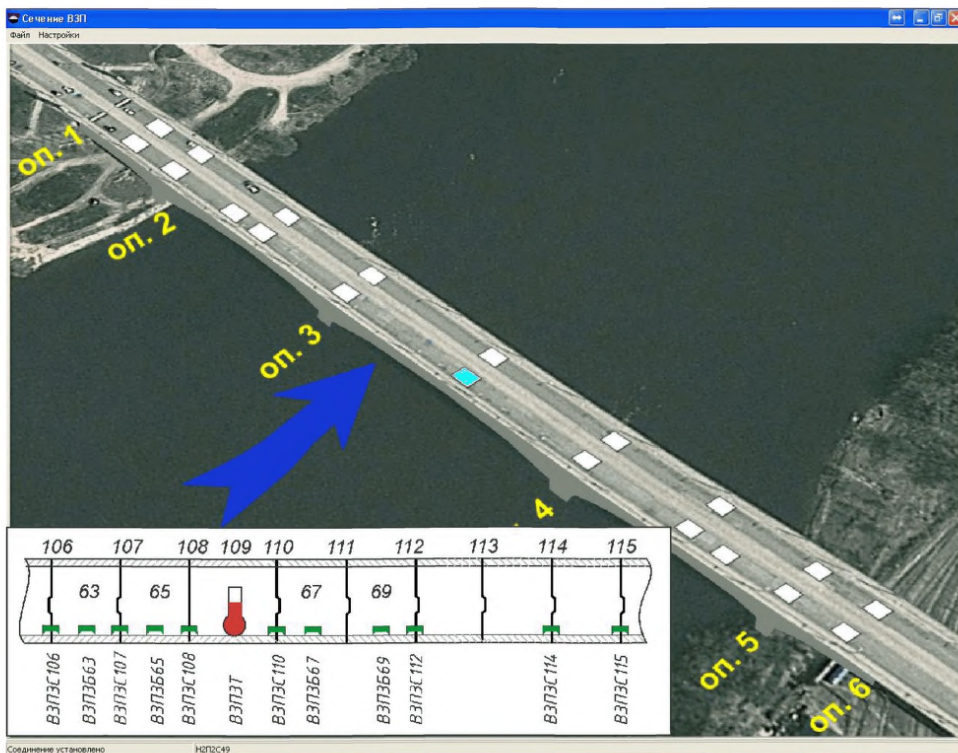 Сечение ВЗП
Файл Настройки
оп. 1
оп. 2
оп. 3
4
оп. 5
оп. 6
106 107 108 109 110 111 112 113 114 115
63 65 67 69
ВЗПЗС106 ВЗПЗБ63 ВЗПЗС107 ВЗПЗБ65 ВЗПЗС108 ВЗПЗТ ВЗПЗС110 ВЗПЗБ67 ВЗПЗБ69 ВЗПЗС112 ВЗПЗС114 ВЗПЗС115
Соединение установлено Н2П2С49